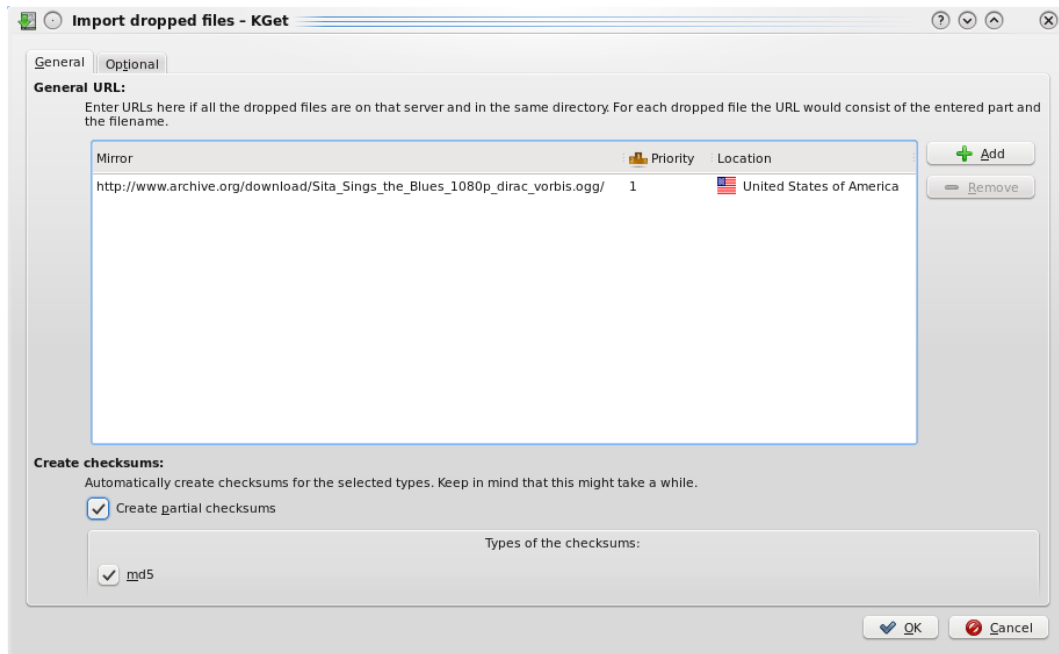 Import dropped files – KGet
General
Optional
General URL:
Enter URLs here if all the dropped files are on that server and in the same directory. For each dropped file the URL would consist of the entered part and
the filename.
Mirror Priority Location
Add
http://www.archive.org/download/Sita_Sings_the_Blues_1080p_dirac_vorbis.ogg/ 1 United States of America
Remove
Create checksums:
Automatically create checksums for the selected types. Keep in mind that this might take a while.
Create partial checksums
Types of the checksums:
md5
OK
Cancel